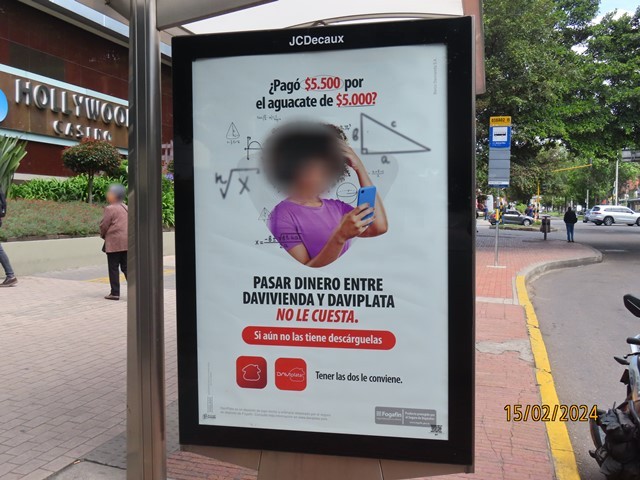 JCDecaux
¿Pagó $5.500 por
el aguacate de $5.000?
HOLLYWOOD
CASINO
c
a
n√x
PASAR DINERO ENTRE
DAVIVIENDA Y DAVIPLATA
NO LE CUESTA.
Si aún no las tiene descárguelas
DAVIplata
Tener las dos le conviene.
15/02/2024